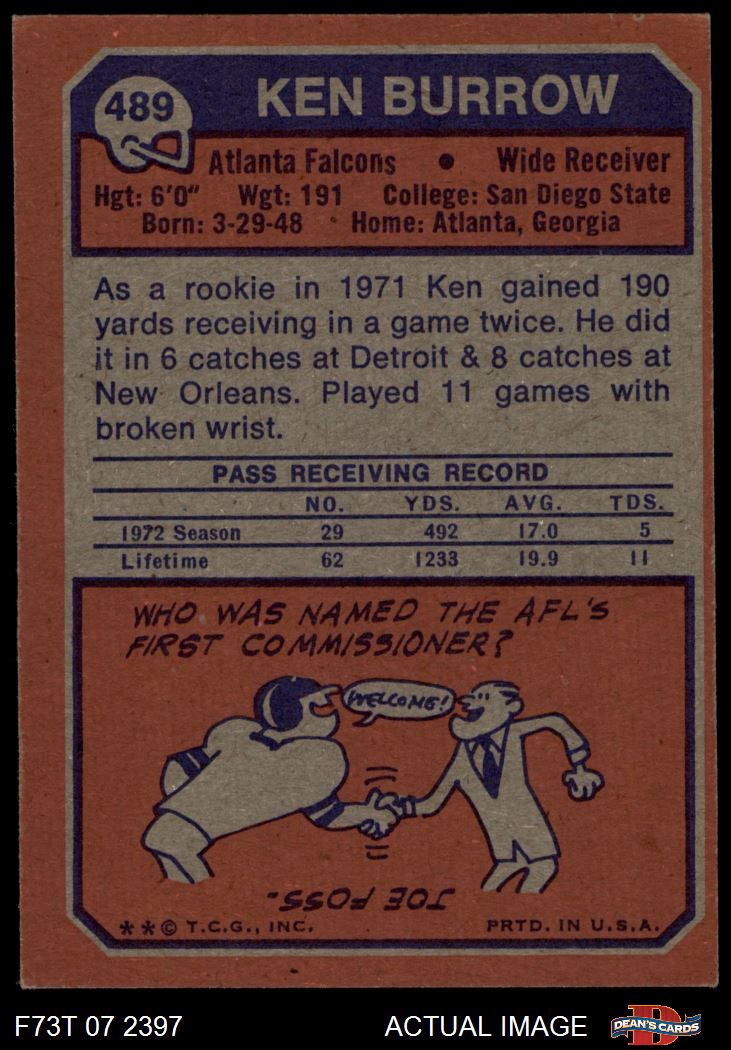 489
KEN BURROW
Atlanta Falcons • Wide Receiver
Hgt: 6'0" Wgt: 191 College: San Diego State
Born: 3-29-48 Home: Atlanta, Georgia
As a rookie in 1971 Ken gained 190
yards receiving in a game twice. He did
it in 6 catches at Detroit & 8 catches at
New Orleans. Played 11 games with
broken wrist.
PASS RECEIVING RECORD
NO. YDS. AVG. TDS.
1972 Season 29 492 17.0 5
Lifetime 62 1233 19.9 11
WHO WAS NAMED THE AFL'S
FIRST COMMISSIONER?
WELCOME!
JOE FOSS.
**© T.C.G., INC. PRTD. IN U.S.A.
F73T 07 2397 ACTUAL IMAGE D DEAN'S CARDS